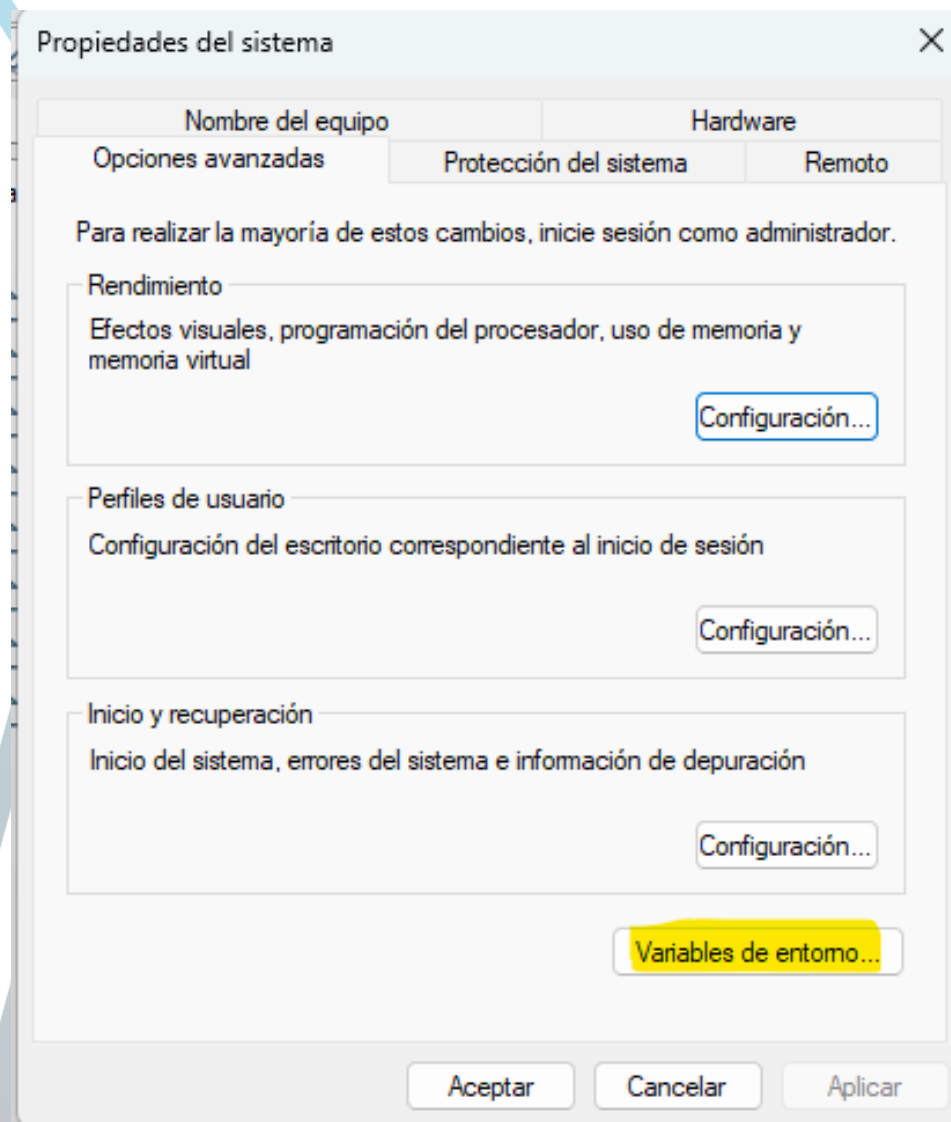 Propiedades del sistema
Nombre del equipo
Hardware
Opciones avanzadas
Protección del sistema
Remoto
Para realizar la mayoría de estos cambios, inicie sesión como administrador.
Rendimiento
Efectos visuales, programación del procesador, uso de memoria y
memoria virtual
Configuración...
Perfiles de usuario
Configuración del escritorio correspondiente al inicio de sesión
Configuración...
Inicio y recuperación
Inicio del sistema, errores del sistema e información de depuración
Configuración...
Variables de entorno...
Aceptar
Cancelar
Aplicar